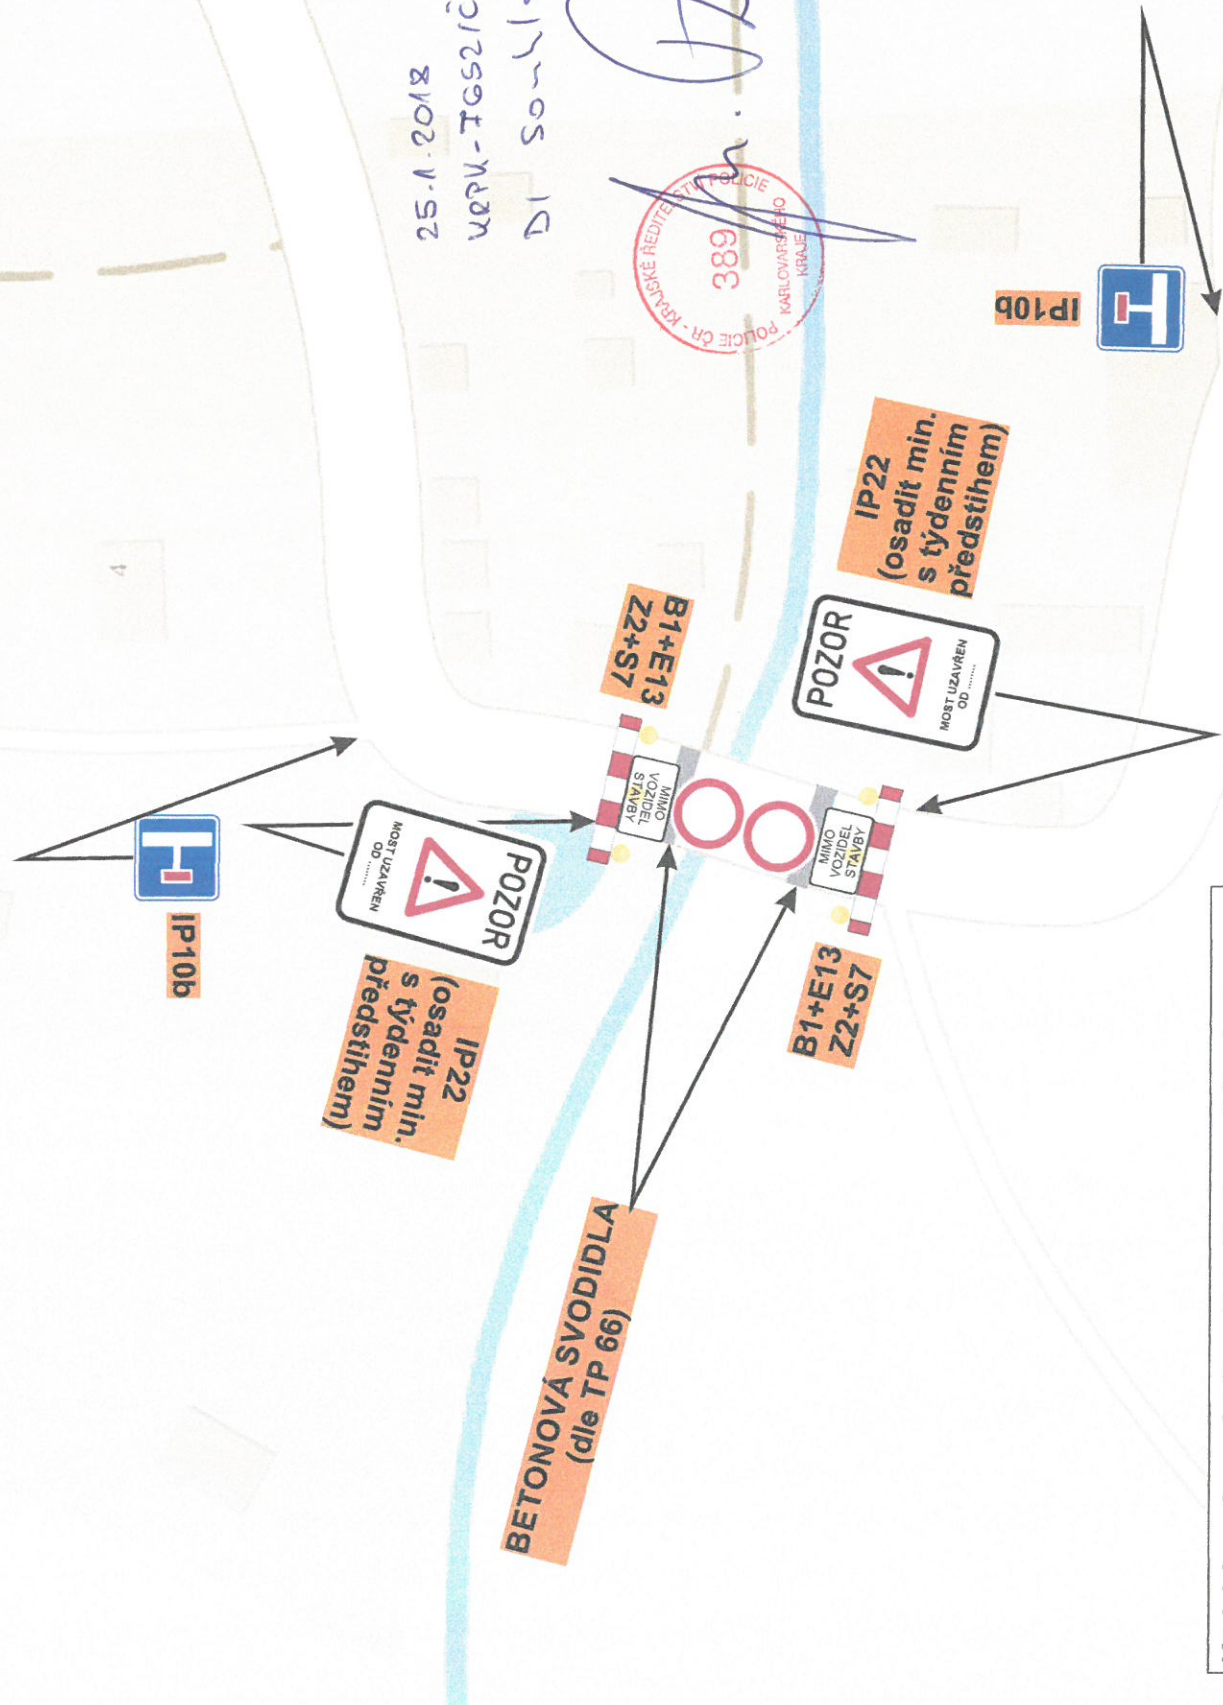 25.1.2018
DI
POLICIE ČR - KRAJSKÉ ŘEDITELSTVÍ POLICIE
KARLOVARSKÉHO
KRAJE
389
4
IP10b
IP10b
IP22
(osadit min.
s týdenním
předstihem)
POZOR
MOST UZAVŘEN
OD ........
B1+E13
Z2+S7
MIMO
VOZIDEL
STAVBY
MIMO
VOZIDEL
STAVBY
B1+E13
Z2+S7
POZOR
MOST UZAVŘEN
OD ........
IP22
(osadit min.
s týdenním
předstihem)
BETONOVÁ SVODIDLA
(dle TP 66)